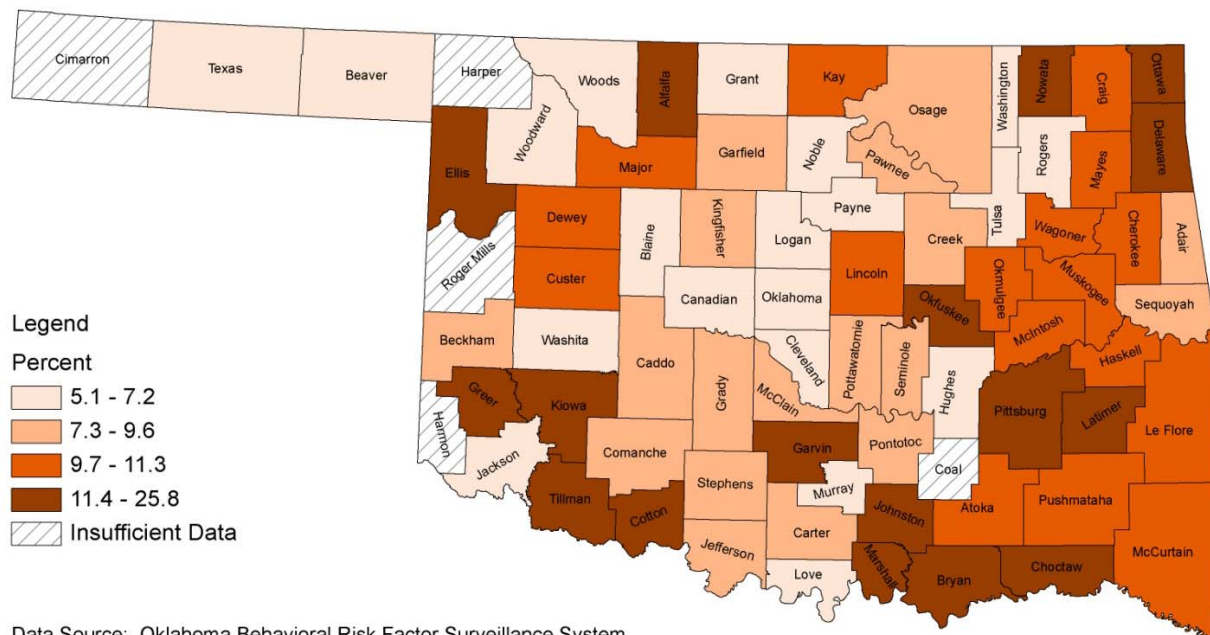 Cimarron
Texas
Beaver
Harper
Woods
Alfalfa
Grant
Kay
Osage
Washington
Nowata
Craig
Ottawa
Delaware
Ellis
Woodward
Major
Garfield
Noble
Pawnee
Rogers
Mayes
Dewey
Blaine
Kingfisher
Logan
Payne
Creek
Tulsa
Wagoner
Cherokee
Adair
Roger Mills
Custer
Canadian
Oklahoma
Lincoln
Okfuskee
Okmulgee
Muskogee
Sequoyah
Legend
Percent
5.1 - 7.2
7.3 - 9.6
9.7 - 11.3
11.4 - 25.8
Insufficient Data
Beckham
Washita
Caddo
Grady
Cleveland
McClain
Pottawatomie
Seminole
Hughes
McIntosh
Haskell
Pittsburg
Latimer
Le Flore
Greer
Harmon
Kiowa
Jackson
Comanche
Garvin
Pontotoc
Coal
Tillman
Cotton
Stephens
Murray
Johnston
Atoka
Pushmataha
McCurtain
Jefferson
Carter
Love
Marshall
Bryan
Choctaw
Data Source: Oklahoma Behavioral Risk Factor Surveillance System